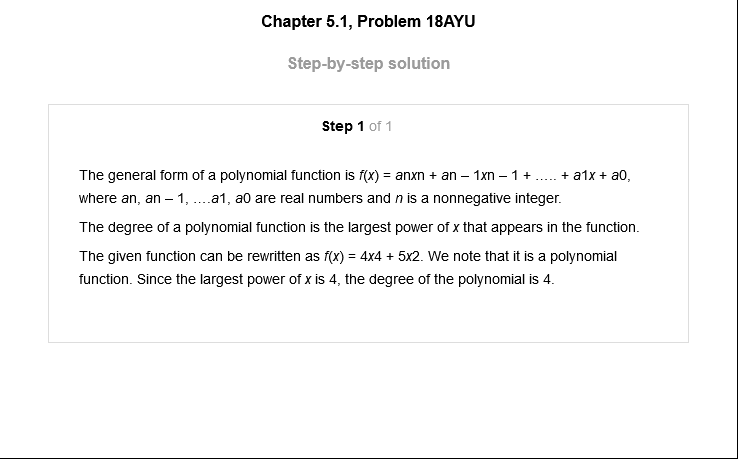 Chapter 5.1, Problem 18AYU
Step-by-step solution
Step 1 of 1
The general form of a polynomial function is f(x) = anxn + an – 1xn – 1 + ….. + a1x + a0,
where an, an – 1, ….a1, a0 are real numbers and n is a nonnegative integer.
The degree of a polynomial function is the largest power of x that appears in the function.
The given function can be rewritten as f(x) = 4x4 + 5x2. We note that it is a polynomial
function. Since the largest power of x is 4, the degree of the polynomial is 4.